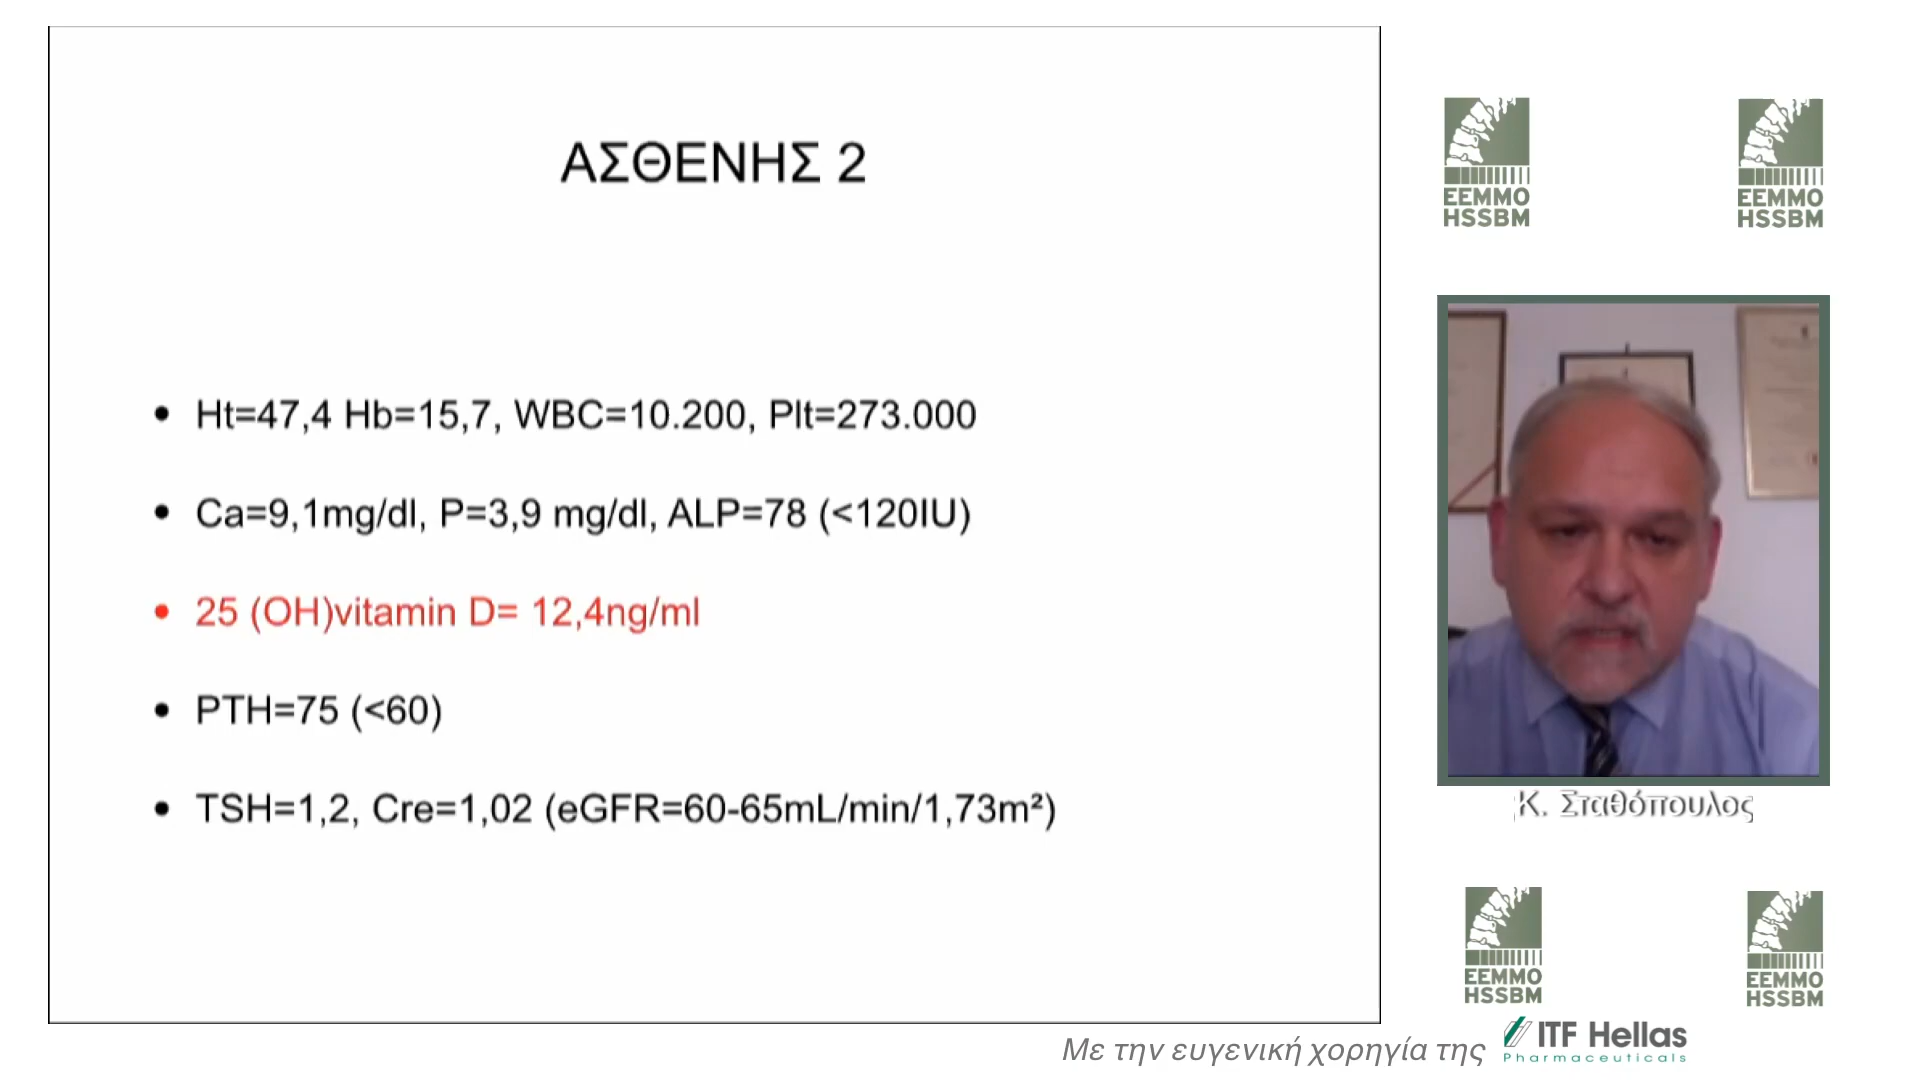 ΑΣΘΕΝΗΣ 2
• Ht=47,4 Hb=15,7, WBC=10.200, Plt=273.000
• Ca=9,1mg/dl, P=3,9 mg/dl, ALP=78 (<120IU)
• 25 (OH)vitamin D= 12,4ng/ml
• PTH=75 (<60)
• TSH=1,2, Cre=1,02 (eGFR=60-65mL/min/1,73m²)
EEMMO
HSSBM
EEMMO
HSSBM
Κ. Σταθόπουλος
EEMMO
HSSBM
EEMMO
HSSBM
Με την ευγενική χορηγία της
ITF Hellas
Pharmaceuticals